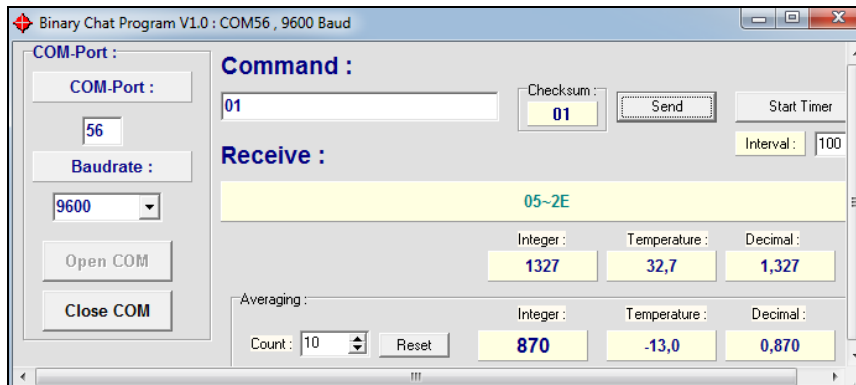 Binary Chat Program V1.0 : COM56 , 9600 Baud
COM-Port :
COM-Port :
56
Baudrate :
9600
Open COM
Close COM
Command :
01
Checksum :
01
Send
Start Timer
Interval :
100
Receive :
05~2E
Integer :
Temperature :
Decimal :
1327
32,7
1,327
Averaging :
Count :
10
Reset
Integer :
Temperature :
Decimal :
870
-13,0
0,870